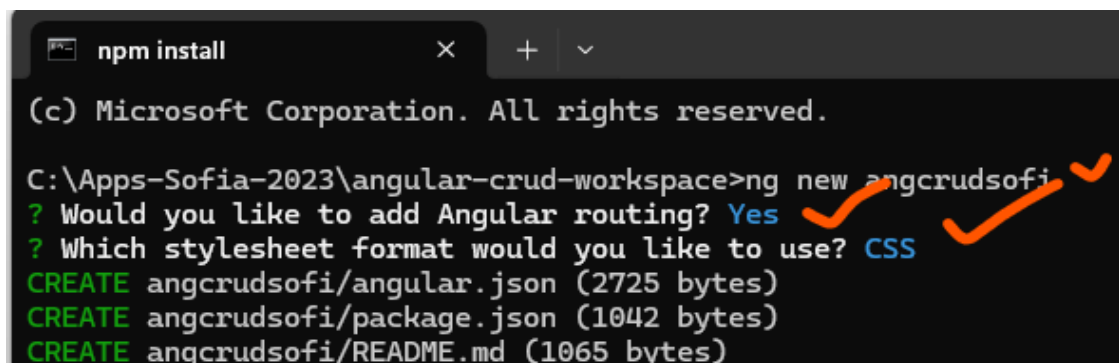 npm install
(c) Microsoft Corporation. All rights reserved.
C:\Apps-Sofia-2023\angular-crud-workspace>ng new angcrudsofi
? Would you like to add Angular routing? Yes
? Which stylesheet format would you like to use? CSS
CREATE angcrudsofi/angular.json (2725 bytes)
CREATE angcrudsofi/package.json (1042 bytes)
CREATE angcrudsofi/README.md (1065 bytes)